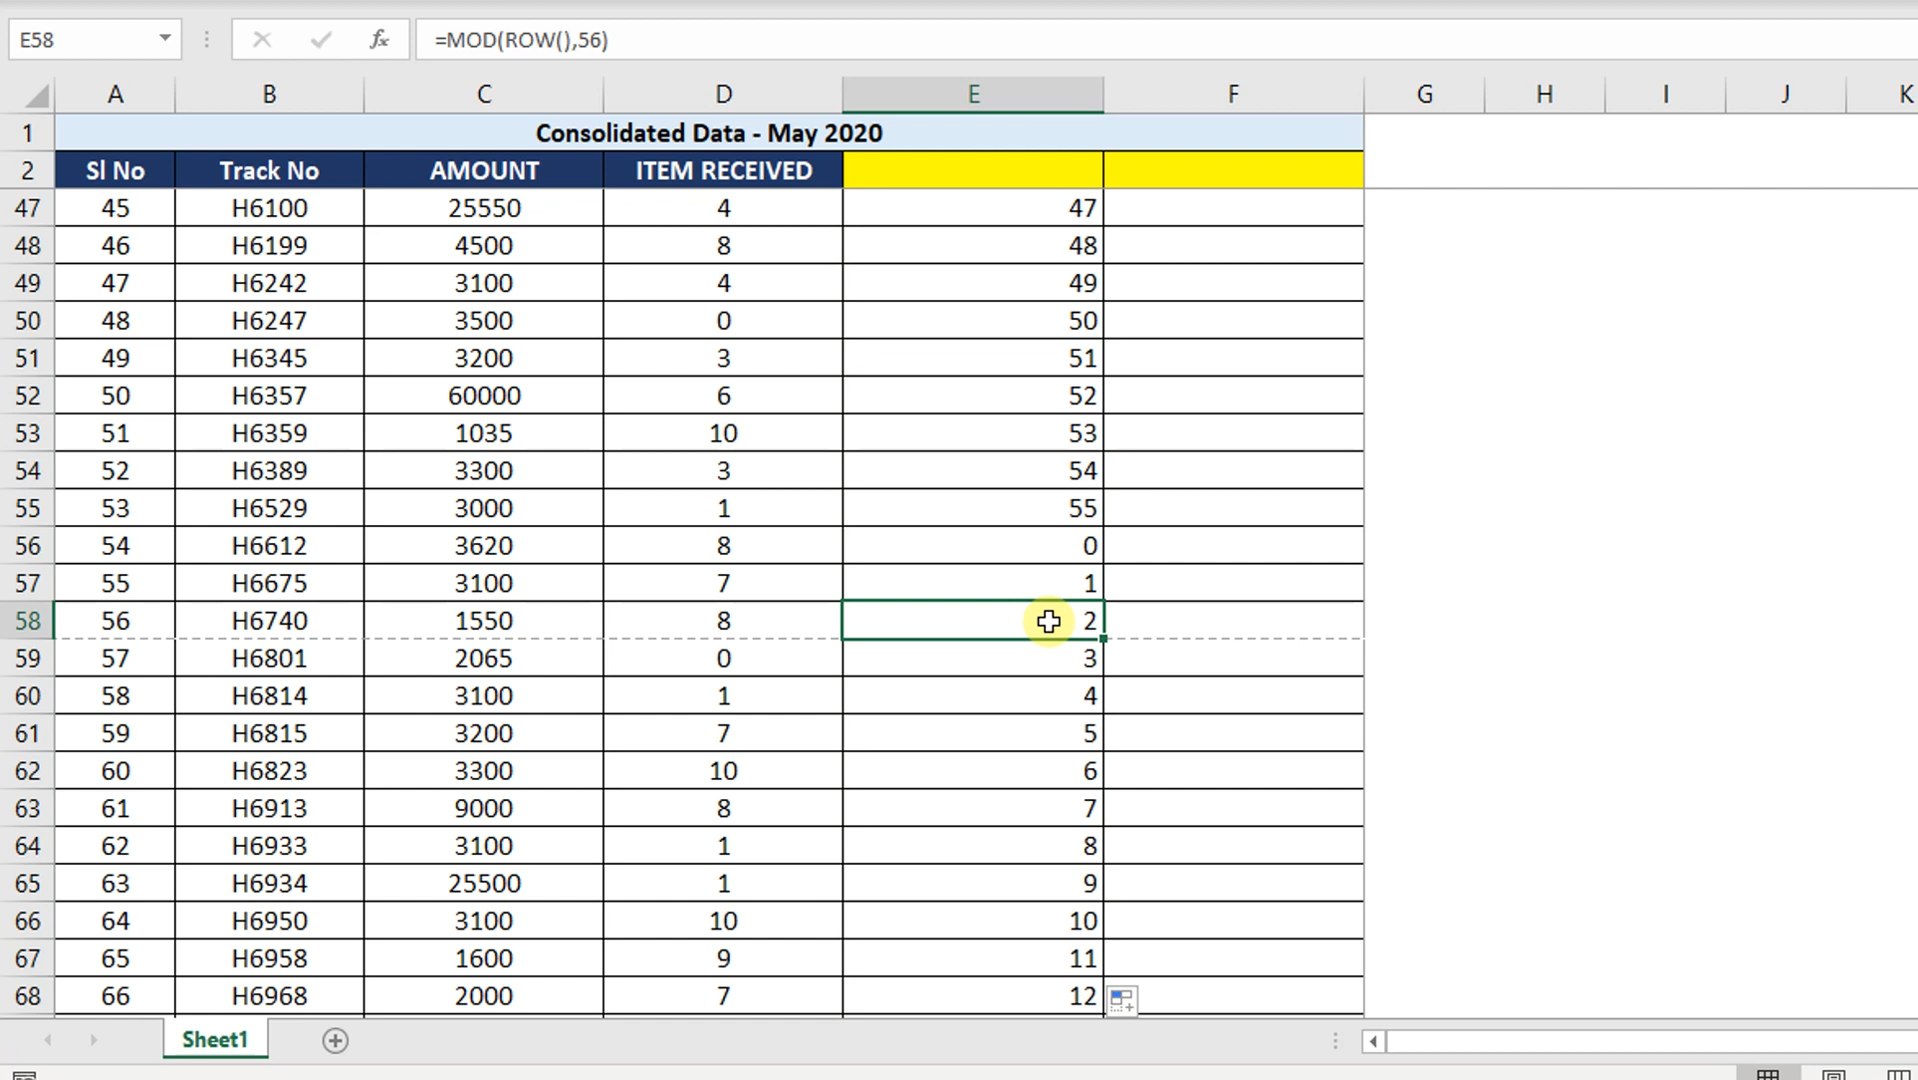 E58 fx =MOD(ROW(),56)
A B C D E F G H I J K
1 Consolidated Data - May 2020
2 Sl No Track No AMOUNT ITEM RECEIVED
47 45 H6100 25550 4 47
48 46 H6199 4500 8 48
49 47 H6242 3100 4 49
50 48 H6247 3500 0 50
51 49 H6345 3200 3 51
52 50 H6357 60000 6 52
53 51 H6359 1035 10 53
54 52 H6389 3300 3 54
55 53 H6529 3000 1 55
56 54 H6612 3620 8 0
57 55 H6675 3100 7 1
58 56 H6740 1550 8 2
59 57 H6801 2065 0 3
60 58 H6814 3100 1 4
61 59 H6815 3200 7 5
62 60 H6823 3300 10 6
63 61 H6913 9000 8 7
64 62 H6933 3100 1 8
65 63 H6934 25500 1 9
66 64 H6950 3100 10 10
67 65 H6958 1600 9 11
68 66 H6968 2000 7 12
Sheet1